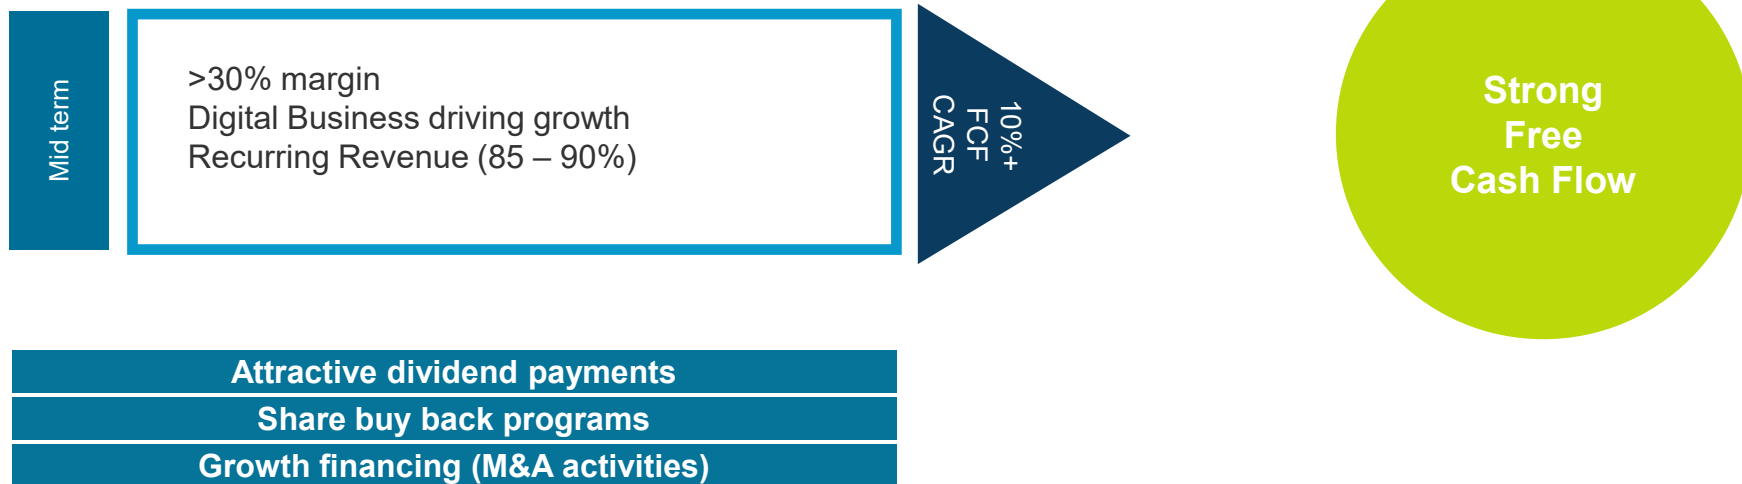 Mid term
>30% margin
Digital Business driving growth
Recurring Revenue (85 – 90%)
10%+
FCF
CAGR
Strong
Free
Cash Flow
Attractive dividend payments
Share buy back programs
Growth financing (M&A activities)